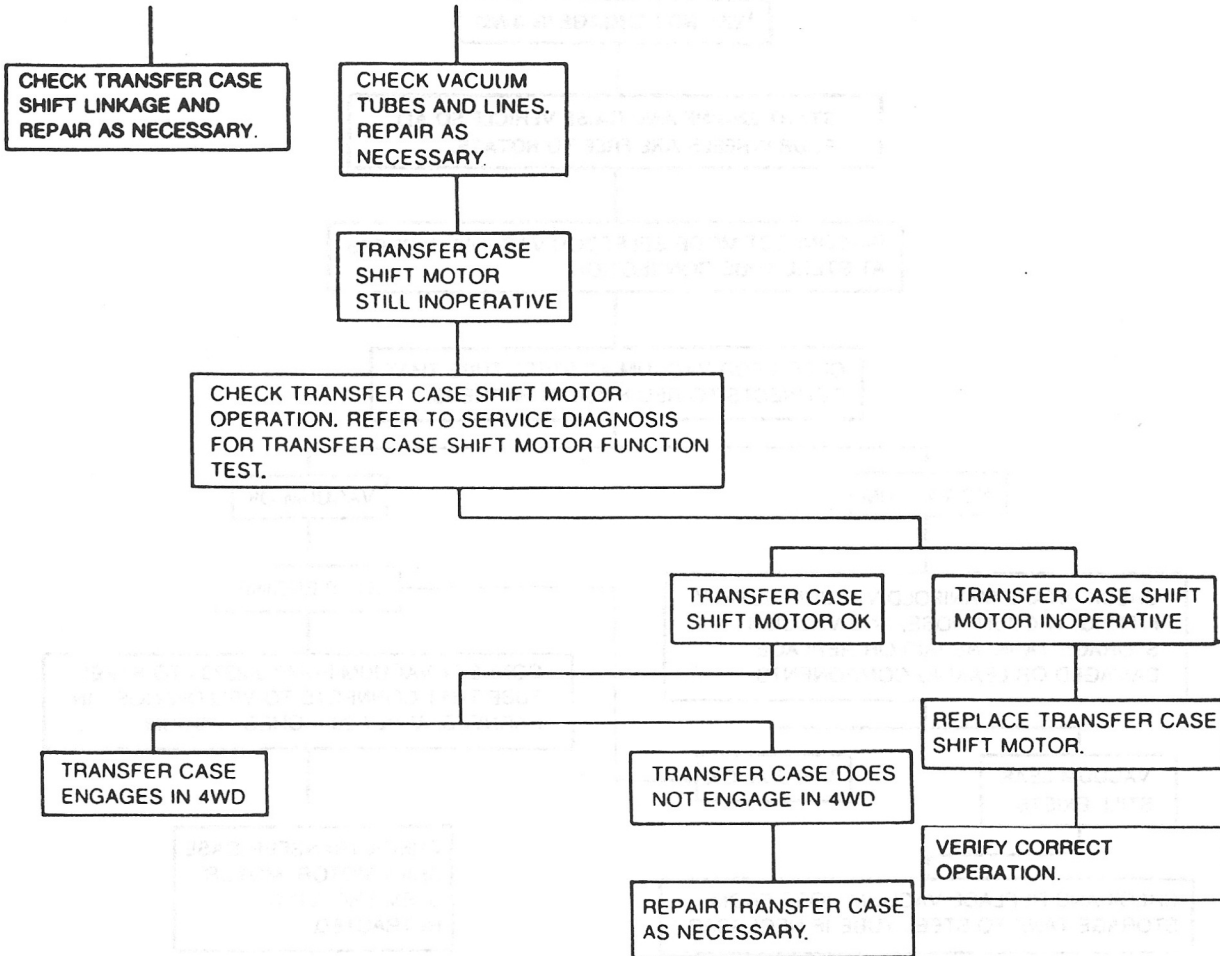 CHECK TRANSFER CASE
SHIFT LINKAGE AND
REPAIR AS NECESSARY.
CHECK VACUUM
TUBES AND LINES.
REPAIR AS
NECESSARY.
TRANSFER CASE
SHIFT MOTOR
STILL INOPERATIVE
CHECK TRANSFER CASE SHIFT MOTOR
OPERATION. REFER TO SERVICE DIAGNOSIS
FOR TRANSFER CASE SHIFT MOTOR FUNCTION
TEST.
TRANSFER CASE
SHIFT MOTOR OK
TRANSFER CASE SHIFT
MOTOR INOPERATIVE
REPLACE TRANSFER CASE
SHIFT MOTOR.
TRANSFER CASE
ENGAGES IN 4WD
TRANSFER CASE DOES
NOT ENGAGE IN 4WD
VERIFY CORRECT
OPERATION.
REPAIR TRANSFER CASE
AS NECESSARY.